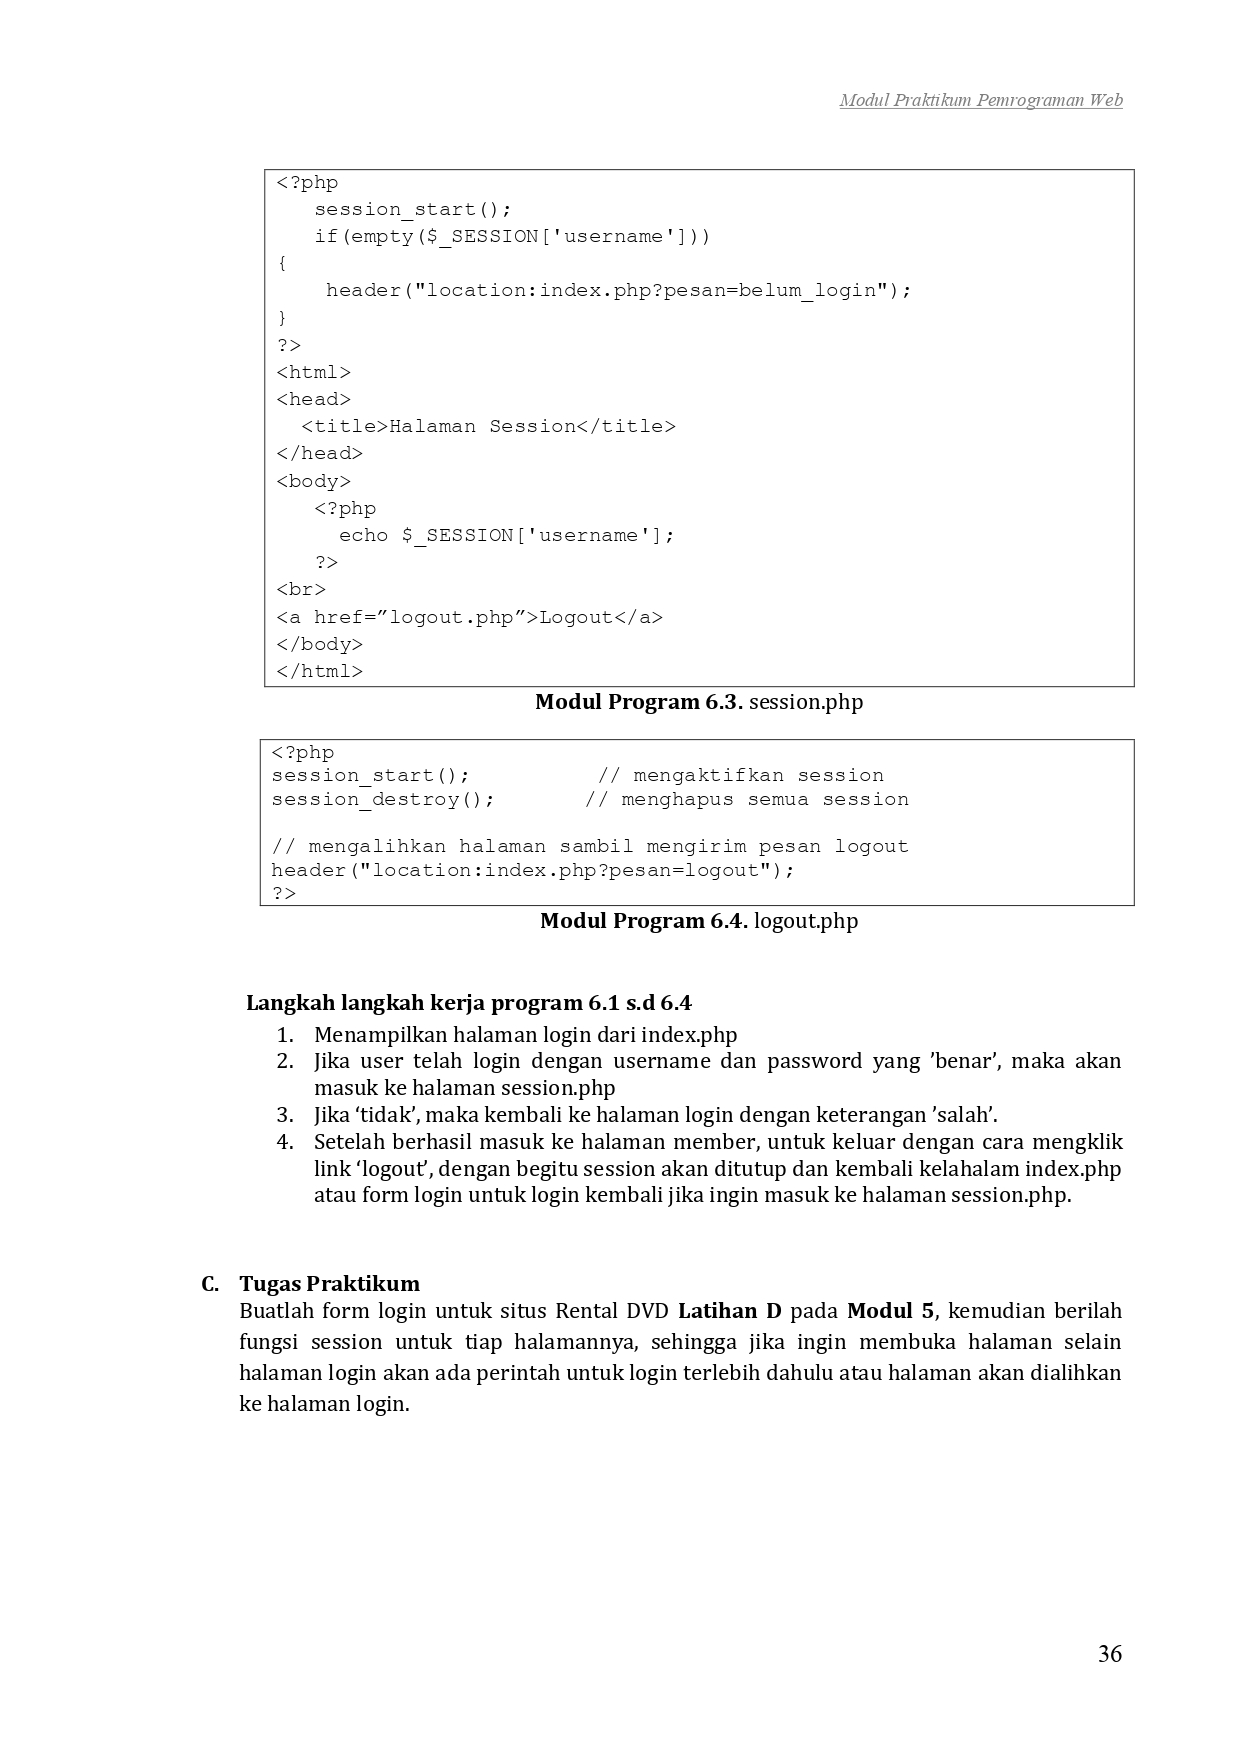 Modul Praktikum Pemrograman Web
<?php
session_start();
if(empty($_SESSION['username']))
{
header("location:index.php?pesan=belum_login");
}
?>
<html>
<head>
<title>Halaman Session</title>
</head>
<body>
<?php
echo $_SESSION['username'];
?>
<br>
<a href=”logout.php”>Logout</a>
</body>
</html>
Modul Program 6.3. session.php
<?php
session_start(); // mengaktifkan session
session_destroy(); // menghapus semua session
// mengalihkan halaman sambil mengirim pesan logout
header("location:index.php?pesan=logout");
?>
Modul Program 6.4. logout.php
Langkah langkah kerja program 6.1 s.d 6.4
1. Menampilkan halaman login dari index.php
2. Jika user telah login dengan username dan password yang ’benar’, maka akan
masuk ke halaman session.php
3. Jika ‘tidak’, maka kembali ke halaman login dengan keterangan ’salah’.
4. Setelah berhasil masuk ke halaman member, untuk keluar dengan cara mengklik
link ‘logout’, dengan begitu session akan ditutup dan kembali kelahalam index.php
atau form login untuk login kembali jika ingin masuk ke halaman session.php.
C. Tugas Praktikum
Buatlah form login untuk situs Rental DVD Latihan D pada Modul 5, kemudian berilah
fungsi session untuk tiap halamannya, sehingga jika ingin membuka halaman selain
halaman login akan ada perintah untuk login terlebih dahulu atau halaman akan dialihkan
ke halaman login.
36